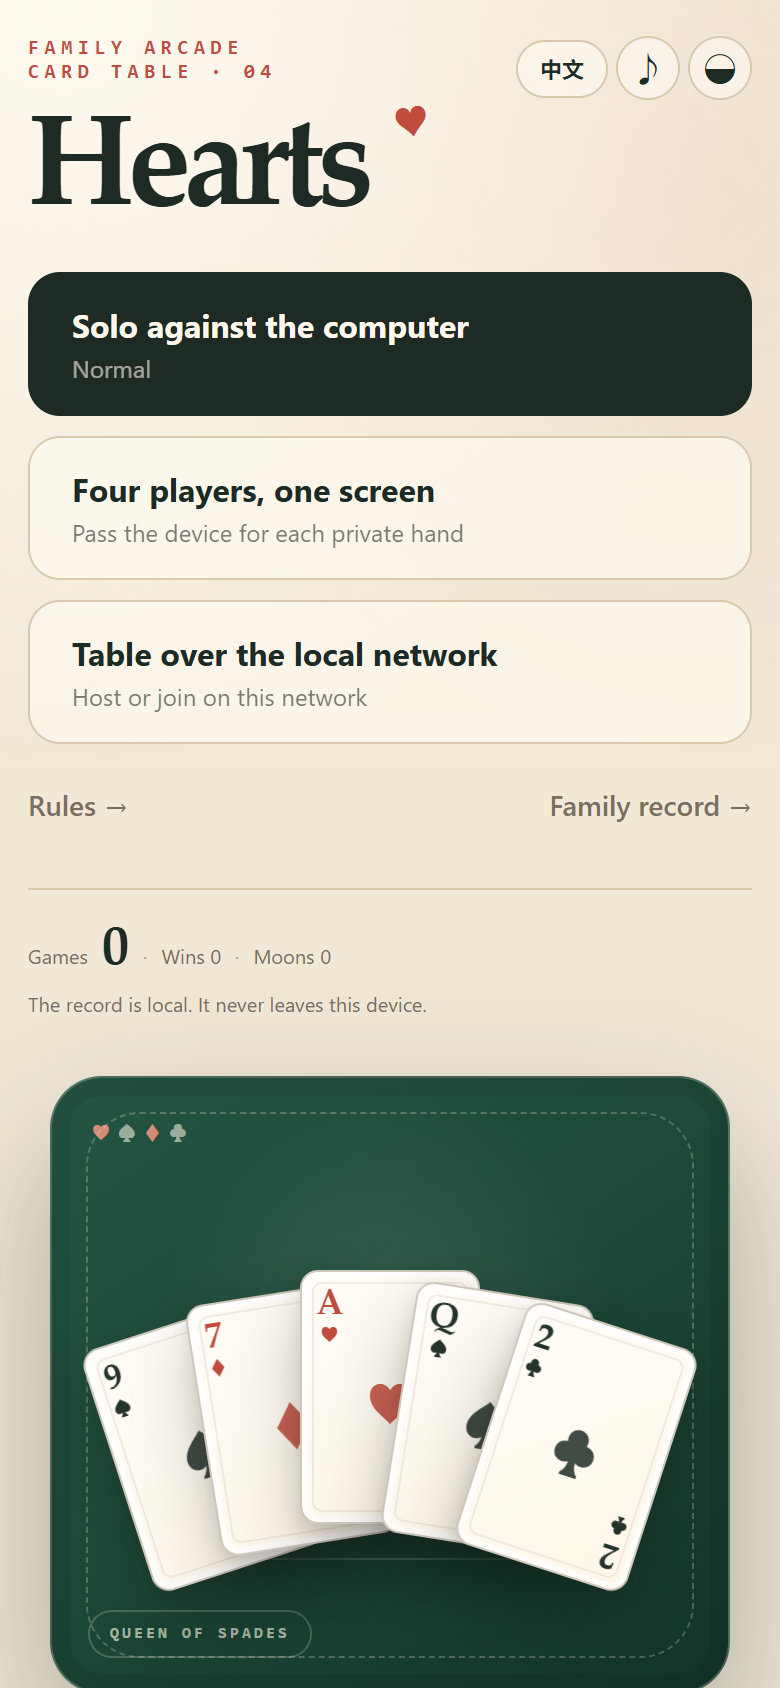 FAMILY ARCADE
CARD TABLE · 04
中文
Hearts
Solo against the computer
Normal
Four players, one screen
Pass the device for each private hand
Table over the local network
Host or join on this network
Rules →
Family record →
Games 0 · Wins 0 · Moons 0
The record is local. It never leaves this device.
9
7
A
Q
2
2
QUEEN OF SPADES